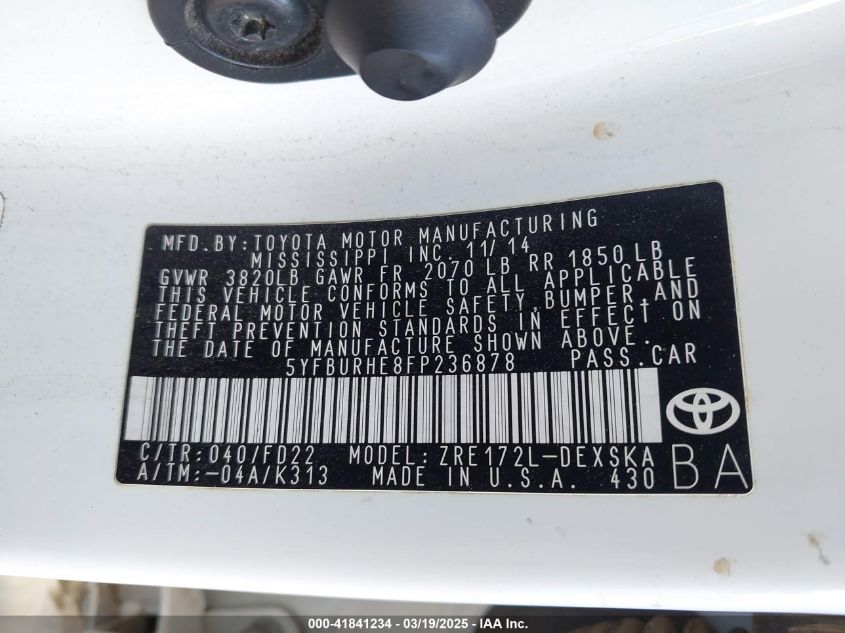 MFD. BY: TOYOTA MOTOR MANUFACTURING
MISSISSIPPI INC. 11/14
GVWR 3820LB GAWR FR 2070 LB RR 1850 LB
THIS VEHICLE CONFORMS TO ALL APPLICABLE
FEDERAL MOTOR VEHICLE SAFETY, BUMPER, AND
THEFT PREVENTION STANDARDS IN EFFECT ON
THE DATE OF MANUFACTURE SHOWN ABOVE.
5YFBURHE8FP236878 PASS. CAR
C/TR: 040/FD22 MODEL: ZRE172L-DEXSKA
A/TM: -04A/K313 MADE IN U.S.A. 430
BA
000-41841234 - 03/19/2025 - IAA Inc.